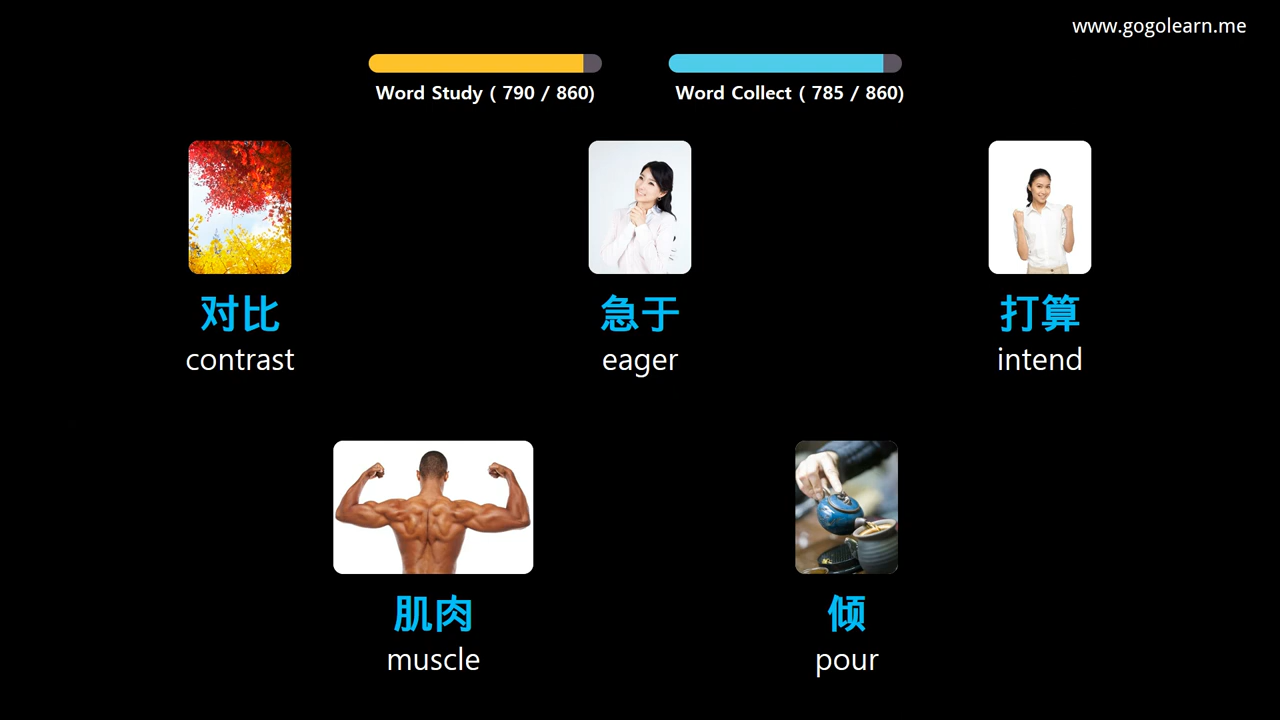 www.gogolearn.me
Word Study ( 790 / 860)
Word Collect ( 785 / 860)
对比
contrast
急于
eager
打算
intend
肌肉
muscle
倾
pour